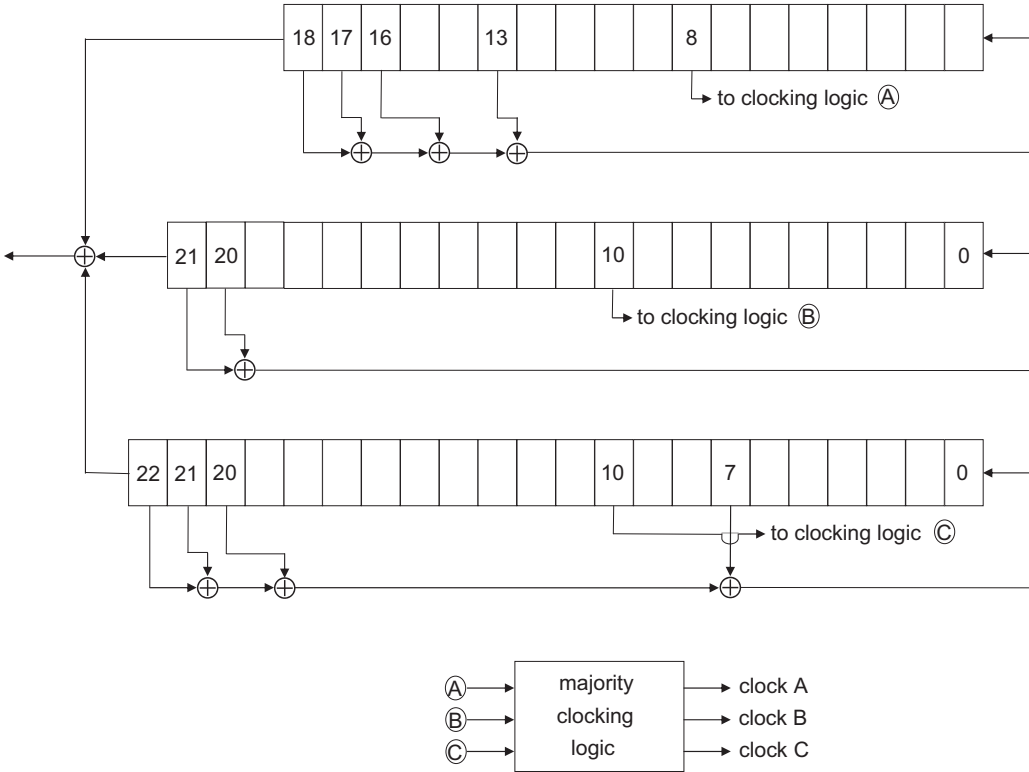 18 17 16 13 8
to clocking logic A
21 20 10 0
to clocking logic B
22 21 20 10 7 0
to clocking logic C
A majority clock A
B clocking clock B
C logic clock C